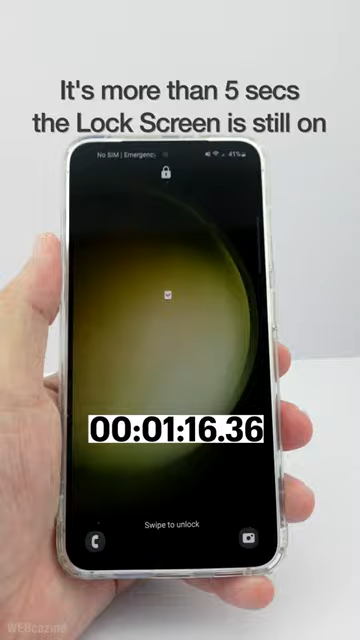 It's more than 5 secs
the Lock Screen is still on
No SIM | Emergency
41%
00:01:16.36
Swipe to unlock
WEBcazine